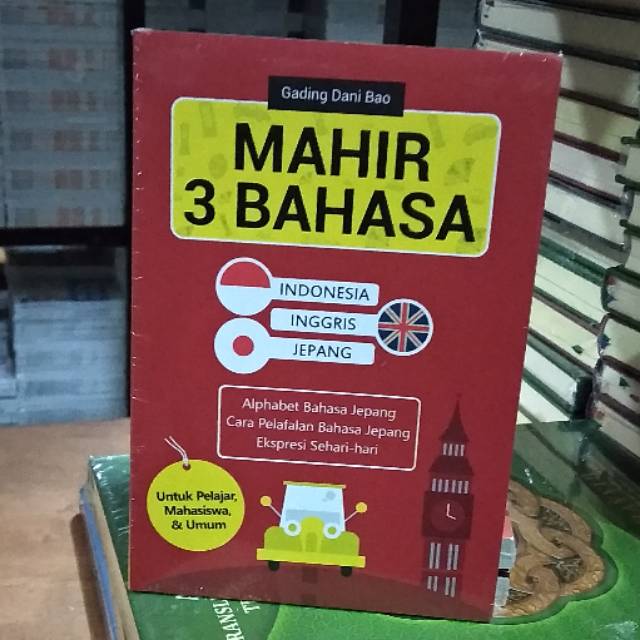 Gading Dani Bao
MAHIR
3 BAHASA
INDONESIA
INGGRIS
JEPANG
Alphabet Bahasa Jepang
Cara Pelafalan Bahasa Jepang
Ekspresi Sehari-hari
Untuk Pelajar,
Mahasiswa,
& Umum